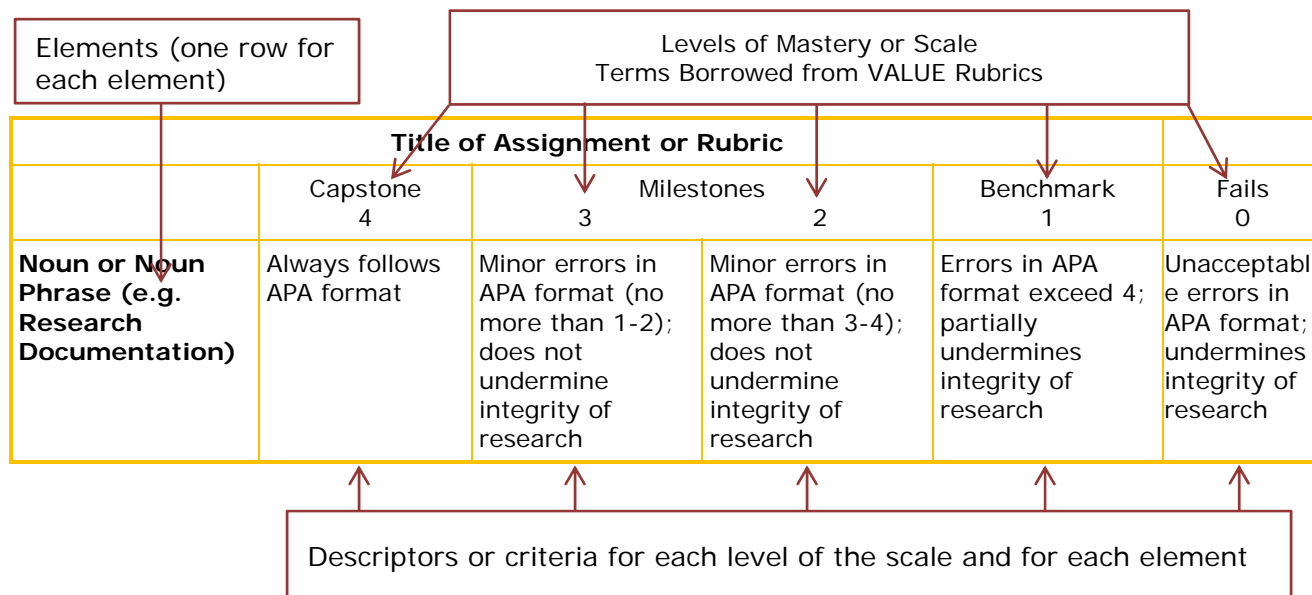 Elements (one row for
each element)
Levels of Mastery or Scale
Terms Borrowed from VALUE Rubrics
Title of Assignment or Rubric
Capstone
4
Milestones
3 2
Benchmark
1
Fails
0
Noun or Noun
Phrase (e.g.
Research
Documentation)
Always follows
APA format
Minor errors in
APA format (no
more than 1-2);
does not
undermine
integrity of
research
Minor errors in
APA format (no
more than 3-4);
does not
undermine
integrity of
research
Errors in APA
format exceed 4;
partially
undermines
integrity of
research
Unacceptabl
e errors in
APA format;
undermines
integrity of
research
Descriptors or criteria for each level of the scale and for each element